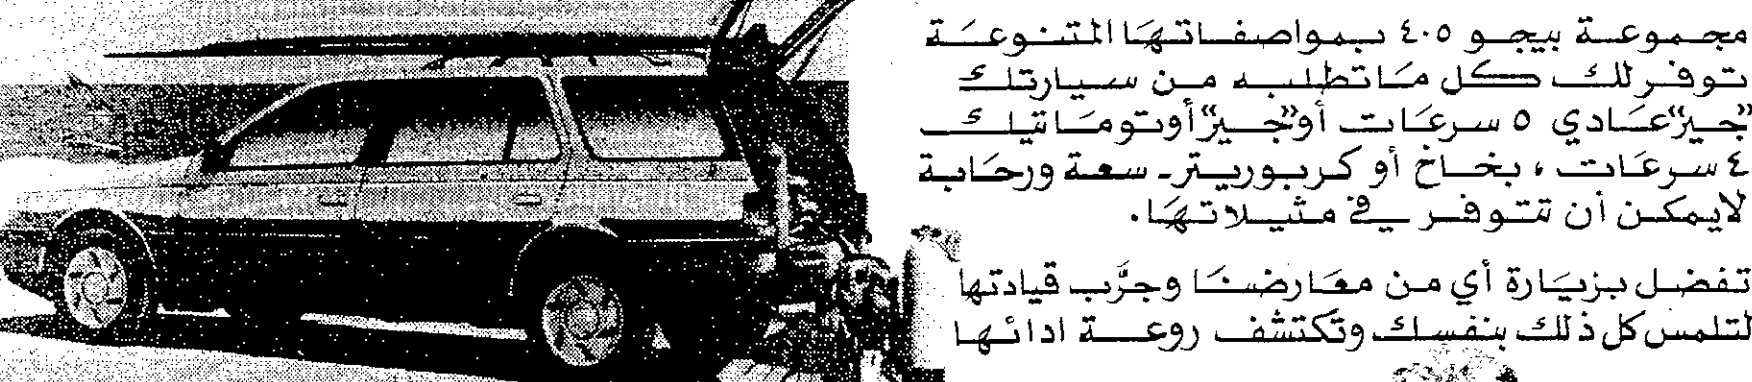 مجموعة بيجو ٤٠٥ بمواصفاتها المتنوعة
توفر لك كل ما تطلبه من سيارتك
"جير" عادي ٥ سرعات أو "جير" أوتوماتيك
٤ سرعات ، بخاخ أو كربوريتر - سعة ورحابة
لايمكن أن تتوفر في مثيلاتها .
تفضل بزيارة أي من معارضنا وجرّب قيادتها
لتلمس كل ذلك بنفسك وتكتشف روعة ادائها